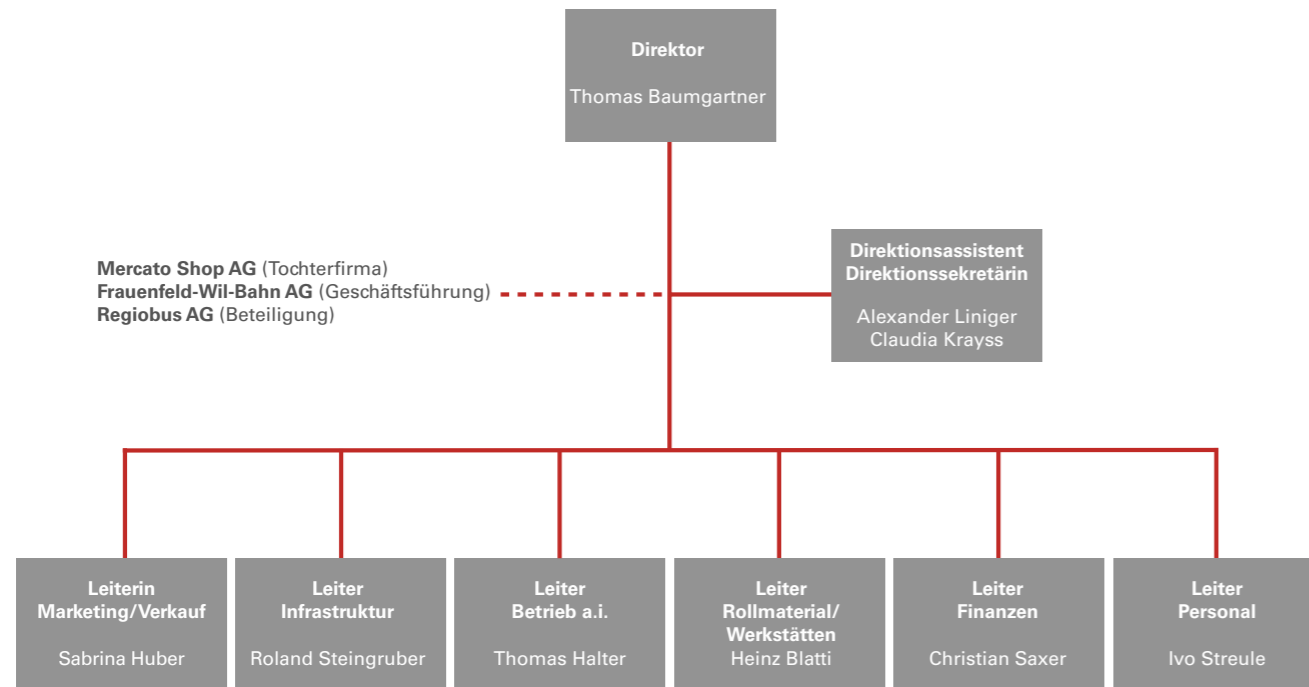 Direktor
Thomas Baumgartner
Mercato Shop AG (Tochterfirma)
Frauenfeld-Wil-Bahn AG (Geschäftsführung)
Regiobus AG (Beteiligung)
Direktionsassistent
Direktionssekretärin
Alexander Liniger
Claudia Krayss
Leiterin
Marketing/Verkauf
Sabrina Huber
Leiter
Infrastruktur
Roland Steingruber
Leiter
Betrieb a.i.
Thomas Halter
Leiter
Rollmaterial/
Werkstätten
Heinz Blatti
Leiter
Finanzen
Christian Saxer
Leiter
Personal
Ivo Streule